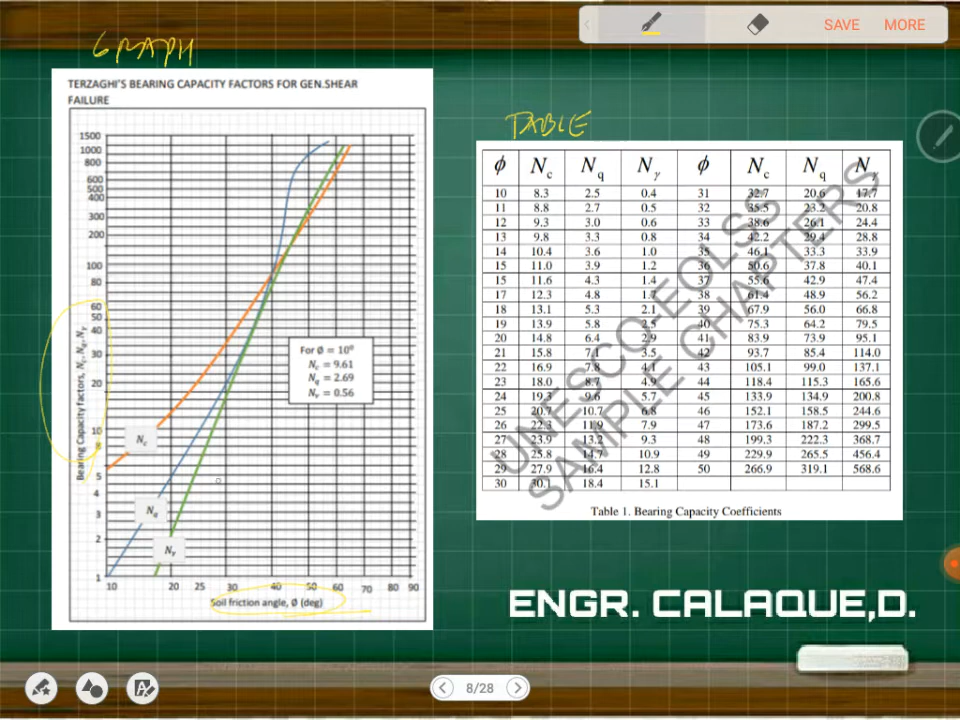 SAVE MORE
GRAPH
TERZAGHI'S BEARING CAPACITY FACTORS FOR GEN.SHEAR
FAILURE
1500
1000
800
600
500
400
300
200
100
80
60
50
40
30
20
10
8
5
4
3
2
1
Bearing Capacity factors, Nc, Nq, Nγ
For Ø = 10⁰
Nc = 9.61
Nq = 2.69
Nγ = 0.56
Nc
Nq
Nγ
10 20 25 30 40 50 60 70 80 90
Soil friction angle, Ø (deg)
TABLE
ϕ Nc Nq Nγ ϕ Nc Nq Nγ
10 8.3 2.5 0.4 31 32.7 20.6 17.7
11 8.8 2.7 0.5 32 35.5 23.2 20.8
12 9.3 3.0 0.6 33 38.6 26.1 24.4
13 9.8 3.3 0.8 34 42.2 29.4 28.8
14 10.4 3.6 1.0 35 46.1 33.3 33.9
15 11.0 3.9 1.2 36 50.6 37.8 40.1
15 11.6 4.3 1.4 37 55.6 42.9 47.4
17 12.3 4.8 1.7 38 61.4 48.9 56.2
18 13.1 5.3 2.1 39 67.9 56.0 66.8
19 13.9 5.8 2.5 40 75.3 64.2 79.5
20 14.8 6.4 2.9 41 83.9 73.9 95.1
21 15.8 7.1 3.5 42 93.7 85.4 114.0
22 16.9 7.8 4.1 43 105.1 99.0 137.1
23 18.0 8.7 4.9 44 118.4 115.3 165.6
24 19.3 9.6 5.7 45 133.9 134.9 200.8
25 20.7 10.7 6.8 46 152.1 158.5 244.6
26 22.3 11.9 7.9 47 173.6 187.2 299.5
27 23.9 13.2 9.3 48 199.3 222.3 368.7
28 25.8 14.7 10.9 49 229.9 265.5 456.4
29 27.9 16.4 12.8 50 266.9 319.1 568.6
30 30.1 18.4 15.1
UNESCO-EOLSS
SAMPLE CHAPTERS
Table 1. Bearing Capacity Coefficients
ENGR. CALAQUE,D.
8/28